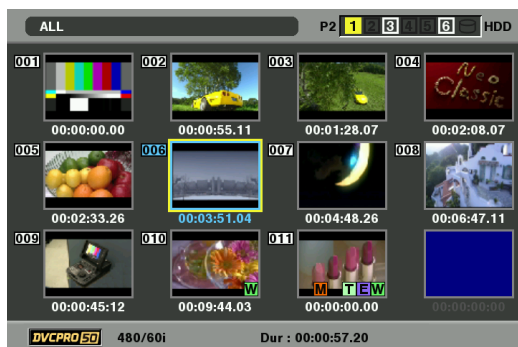 ALL P2 1 2 3 4 5 6 HDD
001 002 003 004
Neo
Classic
00:00:00.00 00:00:55.11 00:01:28.07 00:02:08.07
005 006 007 008
00:02:33.26 00:03:51.04 00:04:48.26 00:06:47.11
009 010 011
W M T E W
00:00:45:12 00:09:44.03 00:00:00.00 00:00:00:00
DVCPRO 50 480/60i Dur : 00:00:57.20